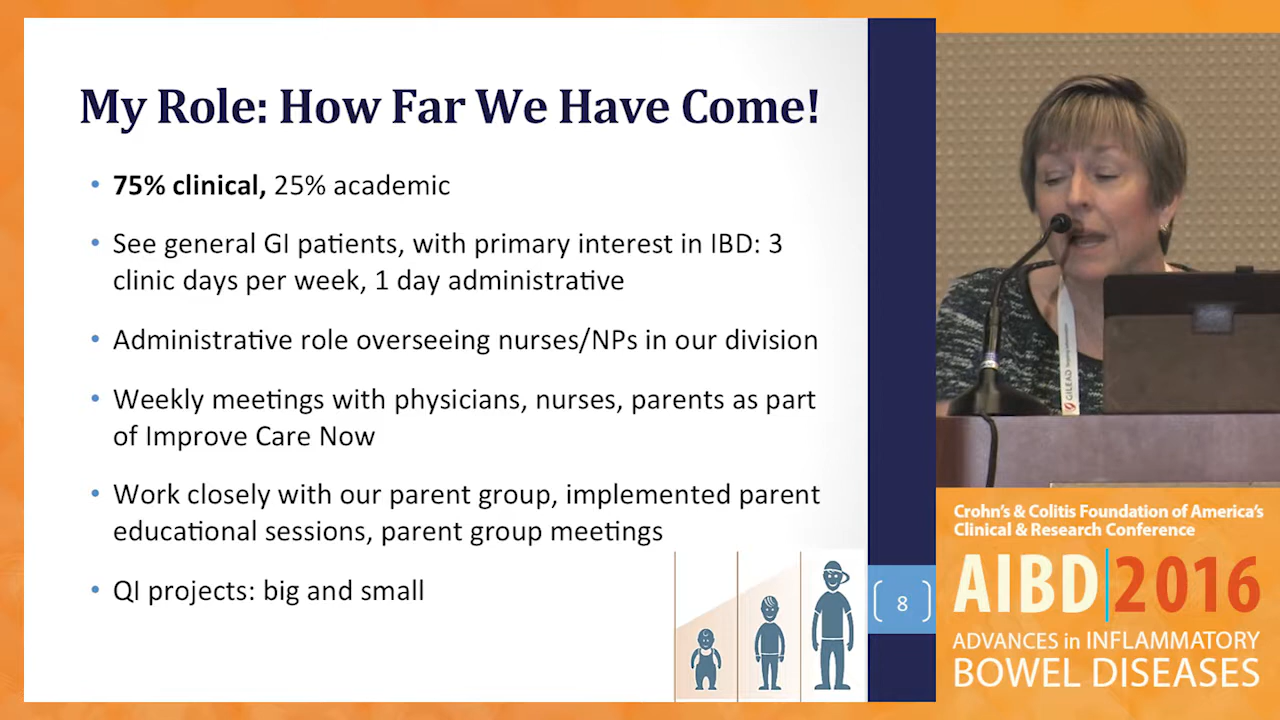 My Role: How Far We Have Come!
• 75% clinical, 25% academic
• See general GI patients, with primary interest in IBD: 3
clinic days per week, 1 day administrative
• Administrative role overseeing nurses/NPs in our division
• Weekly meetings with physicians, nurses, parents as part
of Improve Care Now
• Work closely with our parent group, implemented parent
educational sessions, parent group meetings
• QI projects: big and small
8
GILEAD
Crohn's & Colitis Foundation of America's
Clinical & Research Conference
AIBD|2016
ADVANCES in INFLAMMATORY
BOWEL DISEASES